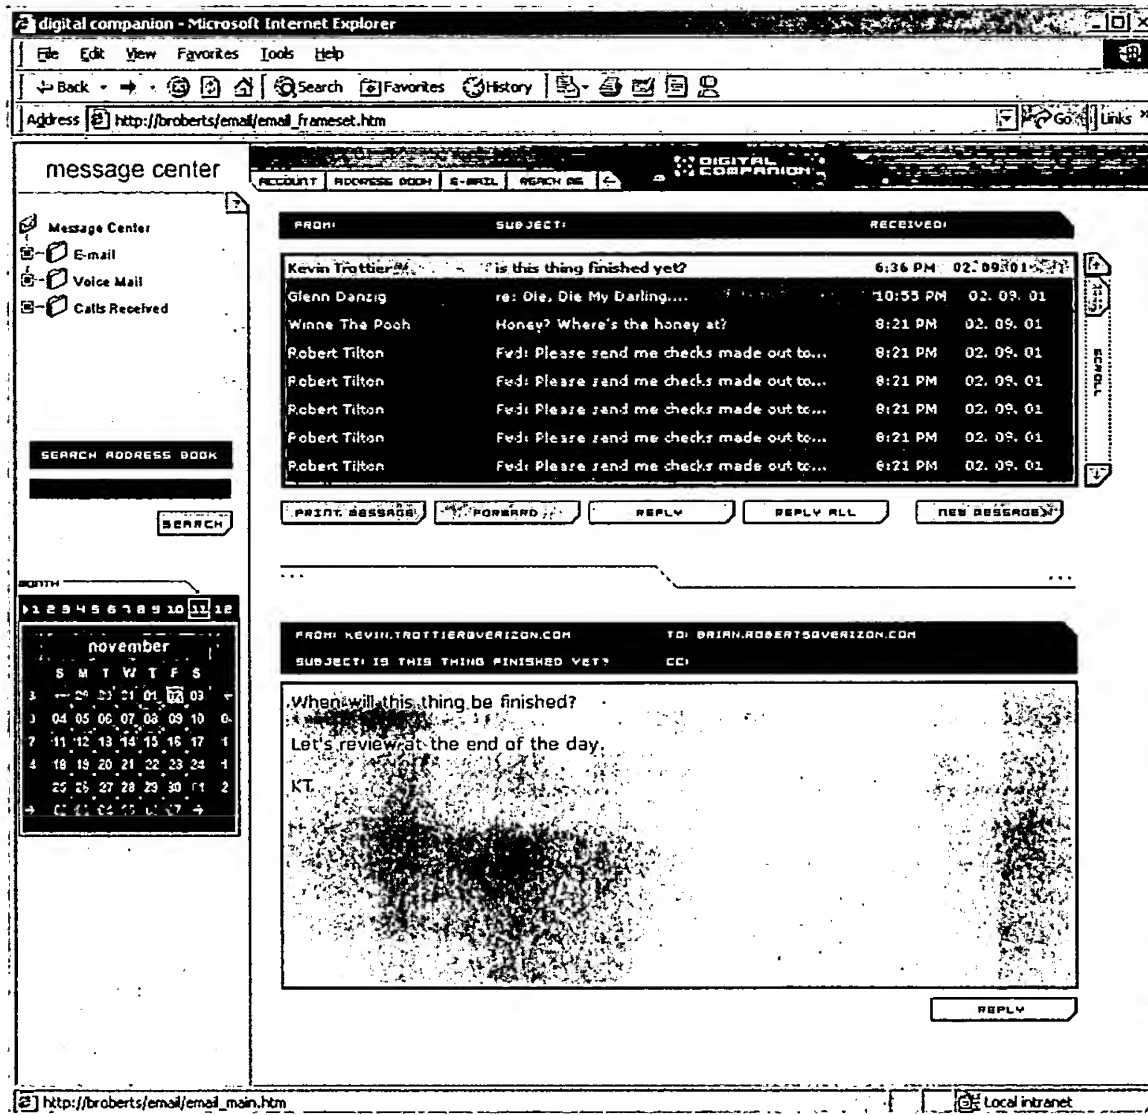 digital companion - Microsoft Internet Explorer
File Edit View Favorites Tools Help
Back Search Favorites History
Address http://broberts/email/email_frameset.htm Go Links »
message center
ACCOUNT ADDRESS BOOK E-MAIL REACH ME
DIGITAL COMPANION
Message Center
E-mail
Voice Mail
Calls Received
SEARCH ADDRESS BOOK
SEARCH
MONTH
1 2 3 4 5 6 7 8 9 10 11 12
november
S M T W T F S
29 01 02 03
04 05 06 07 08 09 10
11 12 13 14 15 16 17
18 19 20 21 22 23 24
25 26 27 28 29 30
FROM: SUBJECT: RECEIVED:
Kevin Trottier is this thing finished yet? 6:36 PM 02. 09. 01
Glenn Danzig re: Die, Die My Darling.... 10:55 PM 02. 09. 01
Winne The Pooh Honey? Where's the honey at? 8:21 PM 02. 09. 01
Robert Tilton Fwd: Please send me checks made out to... 8:21 PM 02. 09. 01
Robert Tilton Fwd: Please send me checks made out to... 8:21 PM 02. 09. 01
Robert Tilton Fwd: Please send me checks made out to... 8:21 PM 02. 09. 01
Robert Tilton Fwd: Please send me checks made out to... 8:21 PM 02. 09. 01
Robert Tilton Fwd: Please send me checks made out to... 8:21 PM 02. 09. 01
SCROLL
PRINT MESSAGE FORWARD REPLY REPLY ALL NEW MESSAGE
FROM: KEVIN.TROTTIER@VERIZON.COM TO: BRIAN.ROBERTS@VERIZON.COM
SUBJECT: IS THIS THING FINISHED YET? CC:
When will this thing be finished?
Let's review at the end of the day.
KT
REPLY
http://broberts/email/email_main.htm Local intranet